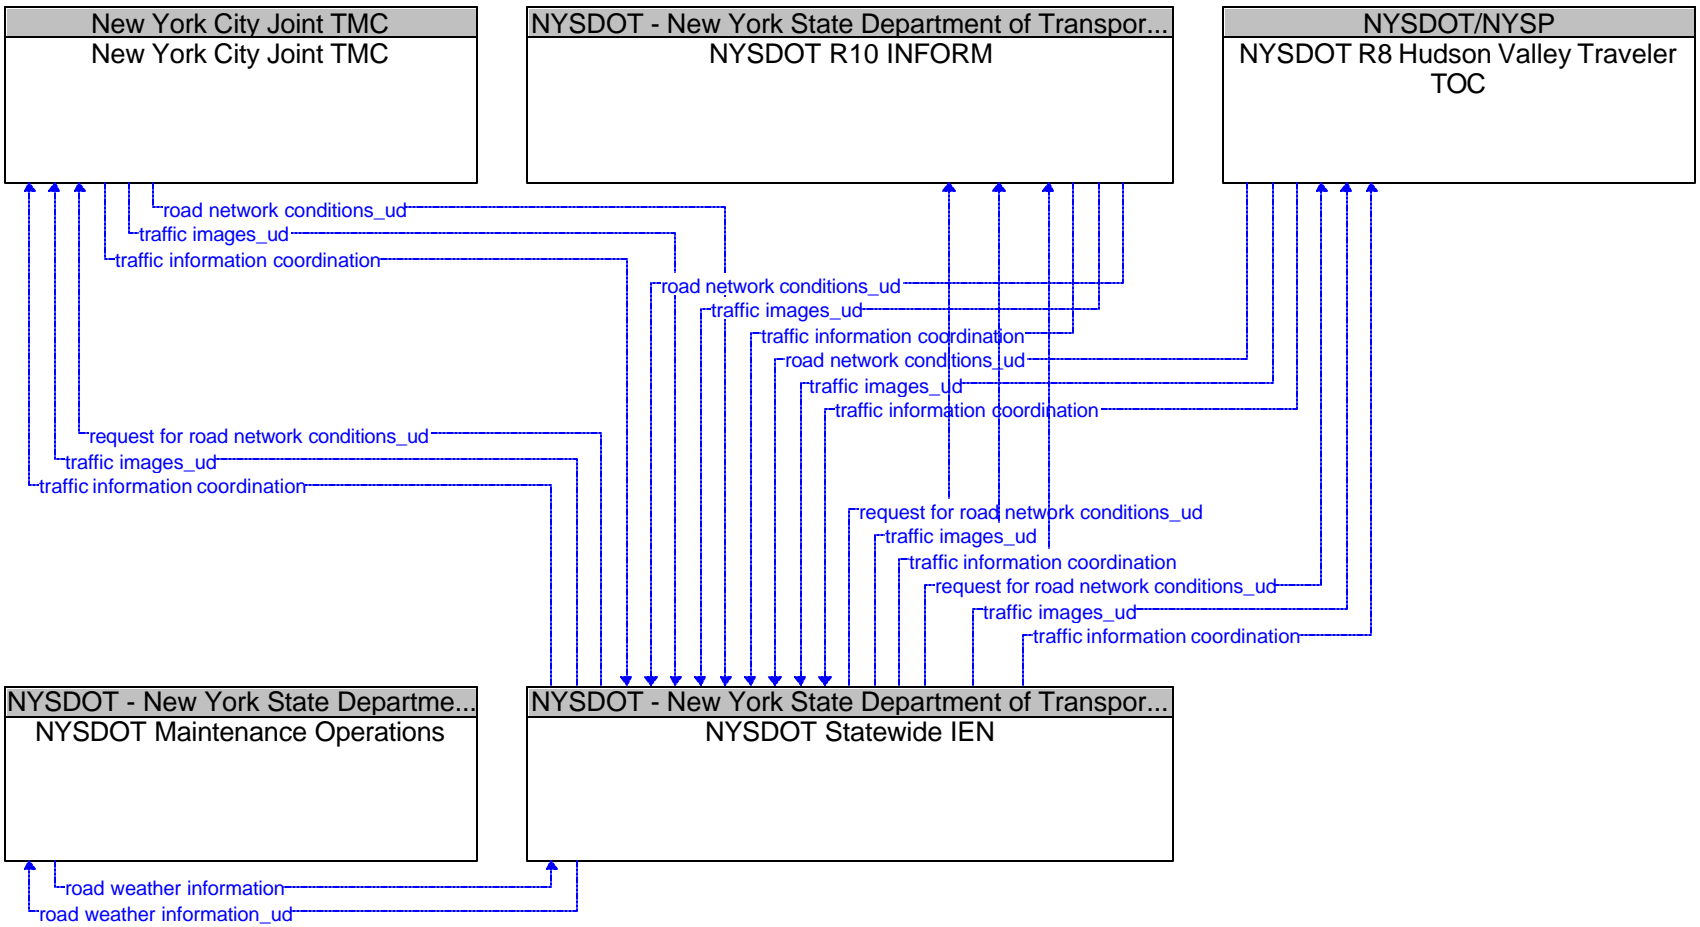 New York City Joint TMC
New York City Joint TMC
NYSDOT - New York State Department of Transpor...
NYSDOT R10 INFORM
NYSDOT/NYSP
NYSDOT R8 Hudson Valley Traveler
TOC
road network conditions_ud
traffic images_ud
traffic information coordination
road network conditions_ud
traffic images_ud
traffic information coordination
road network conditions_ud
traffic images_ud
traffic information coordination
request for road network conditions_ud
traffic images_ud
traffic information coordination
request for road network conditions_ud
traffic images_ud
traffic information coordination
request for road network conditions_ud
traffic images_ud
traffic information coordination
NYSDOT - New York State Departme...
NYSDOT Maintenance Operations
NYSDOT - New York State Department of Transpor...
NYSDOT Statewide IEN
road weather information
road weather information_ud